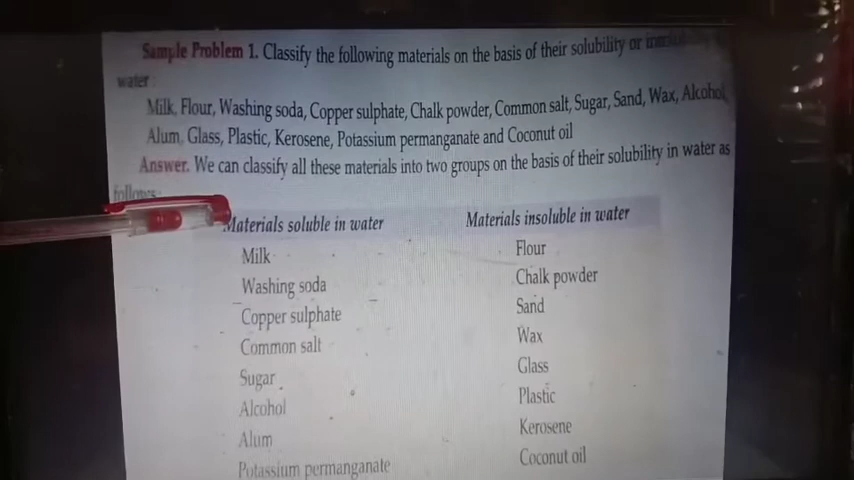 Sample Problem 1. Classify the following materials on the basis of their solubility or
water
Milk, Flour, Washing soda, Copper sulphate, Chalk powder, Common salt, Sugar, Sand, Wax, Alcohol,
Alum, Glass, Plastic, Kerosene, Potassium permanganate and Coconut oil
Answer. We can classify all these materials into two groups on the basis of their solubility in water as
follows:
Materials soluble in water Materials insoluble in water
Milk Flour
Washing soda Chalk powder
Copper sulphate Sand
Common salt Wax
Sugar Glass
Alcohol Plastic
Alum Kerosene
Potassium permanganate Coconut oil